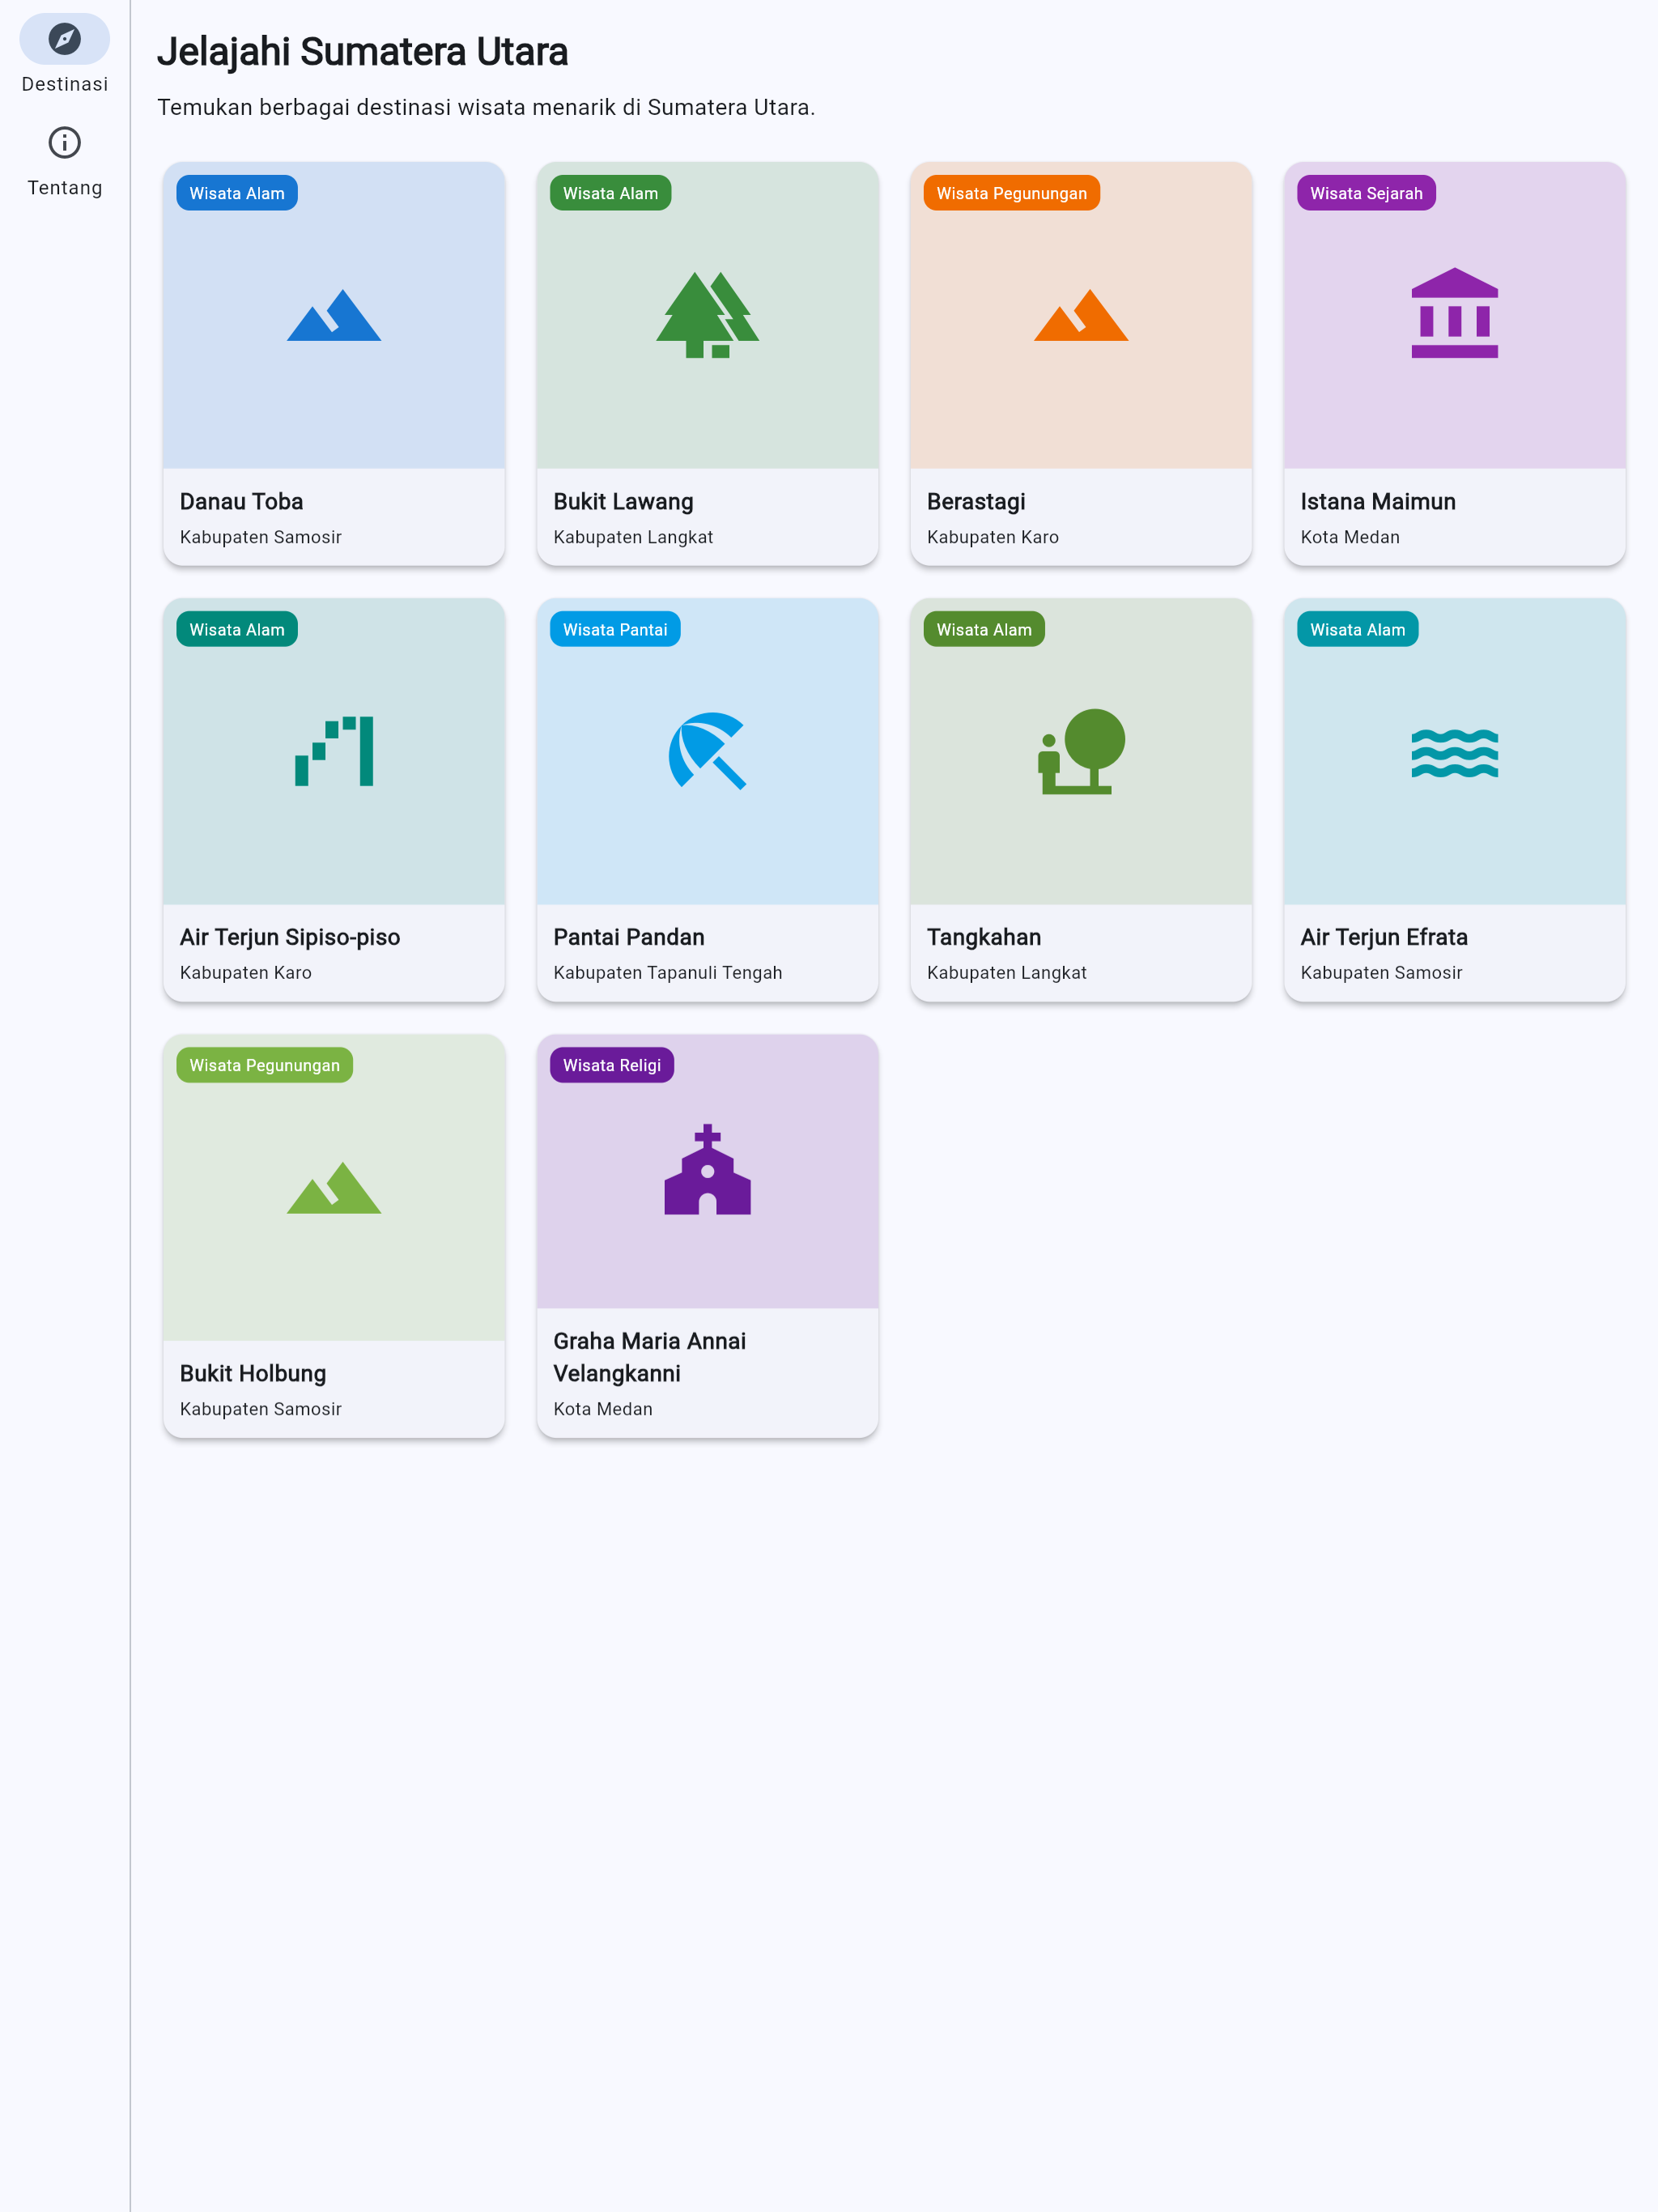 Destinasi
Tentang
Jelajahi Sumatera Utara
Temukan berbagai destinasi wisata menarik di Sumatera Utara.
Wisata Alam
Danau Toba
Kabupaten Samosir
Wisata Alam
Bukit Lawang
Kabupaten Langkat
Wisata Pegunungan
Berastagi
Kabupaten Karo
Wisata Sejarah
Istana Maimun
Kota Medan
Wisata Alam
Air Terjun Sipiso-piso
Kabupaten Karo
Wisata Pantai
Pantai Pandan
Kabupaten Tapanuli Tengah
Wisata Alam
Tangkahan
Kabupaten Langkat
Wisata Alam
Air Terjun Efrata
Kabupaten Samosir
Wisata Pegunungan
Bukit Holbung
Kabupaten Samosir
Wisata Religi
Graha Maria Annai
Velangkanni
Kota Medan